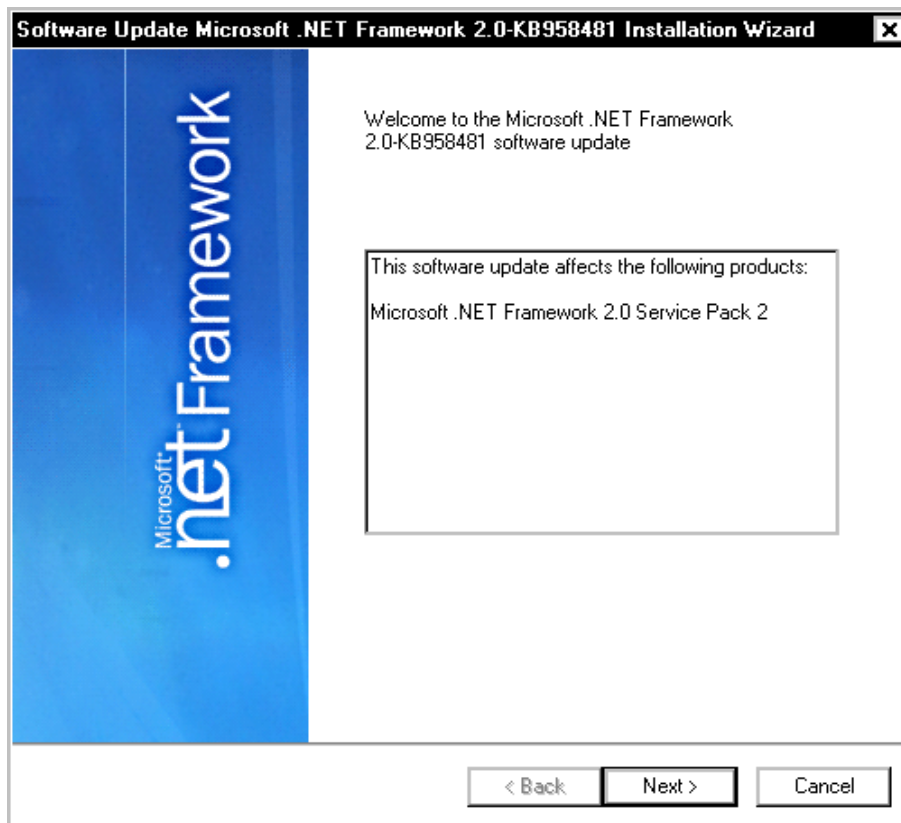 Software Update Microsoft .NET Framework 2.0-KB958481 Installation Wizard
Microsoft
.net Framework
Welcome to the Microsoft .NET Framework
2.0-KB958481 software update
This software update affects the following products:
Microsoft .NET Framework 2.0 Service Pack 2
< Back
Next >
Cancel